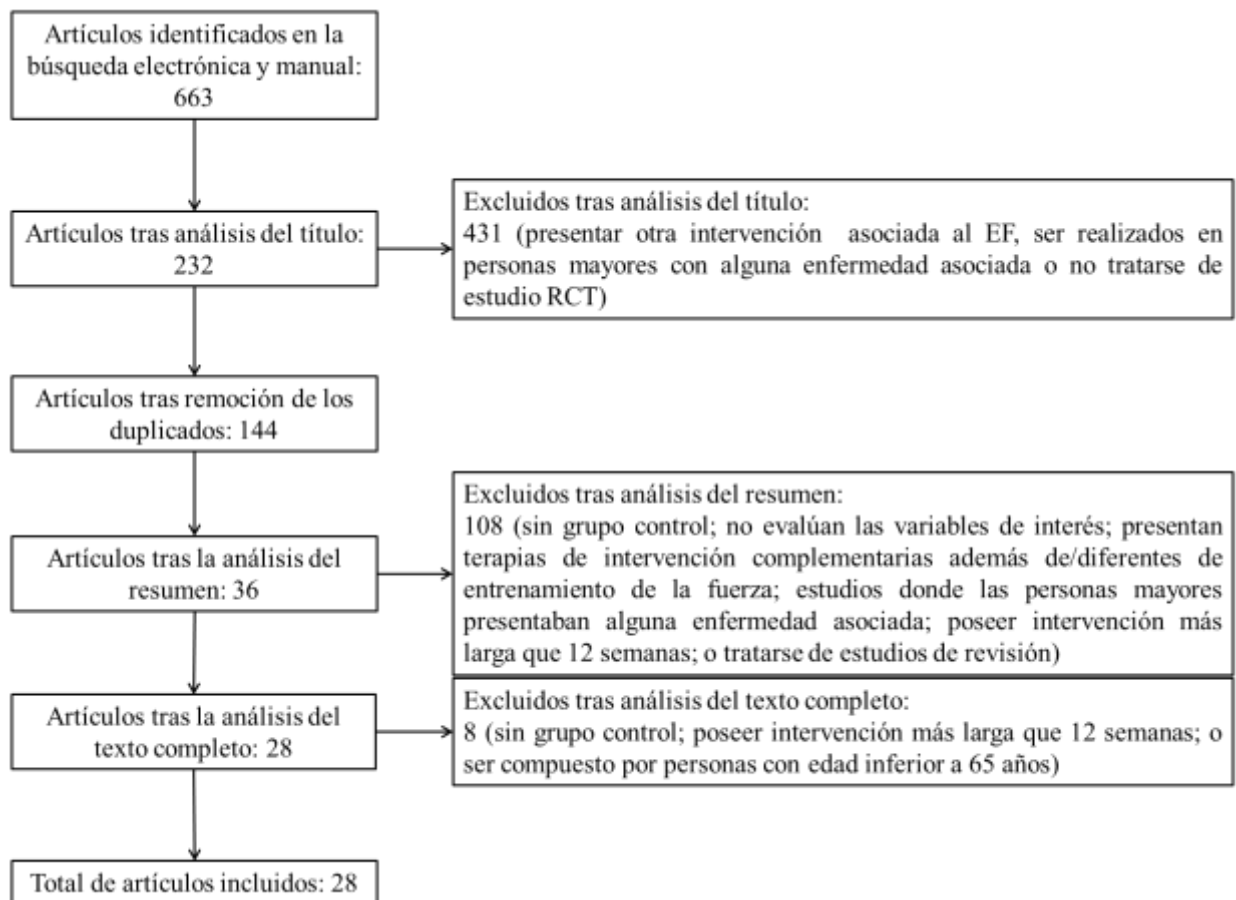 Artículos identificados en la
búsqueda electrónica y manual:
663
Artículos tras análisis del título:
232
Excluidos tras análisis del título:
431 (presentar otra intervención asociada al EF, ser realizados en
personas mayores con alguna enfermedad asociada o no tratarse de
estudio RCT)
Artículos tras remoción de los
duplicados: 144
Artículos tras la análisis del
resumen: 36
Excluidos tras análisis del resumen:
108 (sin grupo control; no evalúan las variables de interés; presentan
terapias de intervención complementarias además de/diferentes de
entrenamiento de la fuerza; estudios donde las personas mayores
presentaban alguna enfermedad asociada; poseer intervención más
larga que 12 semanas; o tratarse de estudios de revisión)
Artículos tras la análisis del
texto completo: 28
Excluidos tras análisis del texto completo:
8 (sin grupo control; poseer intervención más larga que 12 semanas; o
ser compuesto por personas con edad inferior a 65 años)
Total de artículos incluidos: 28